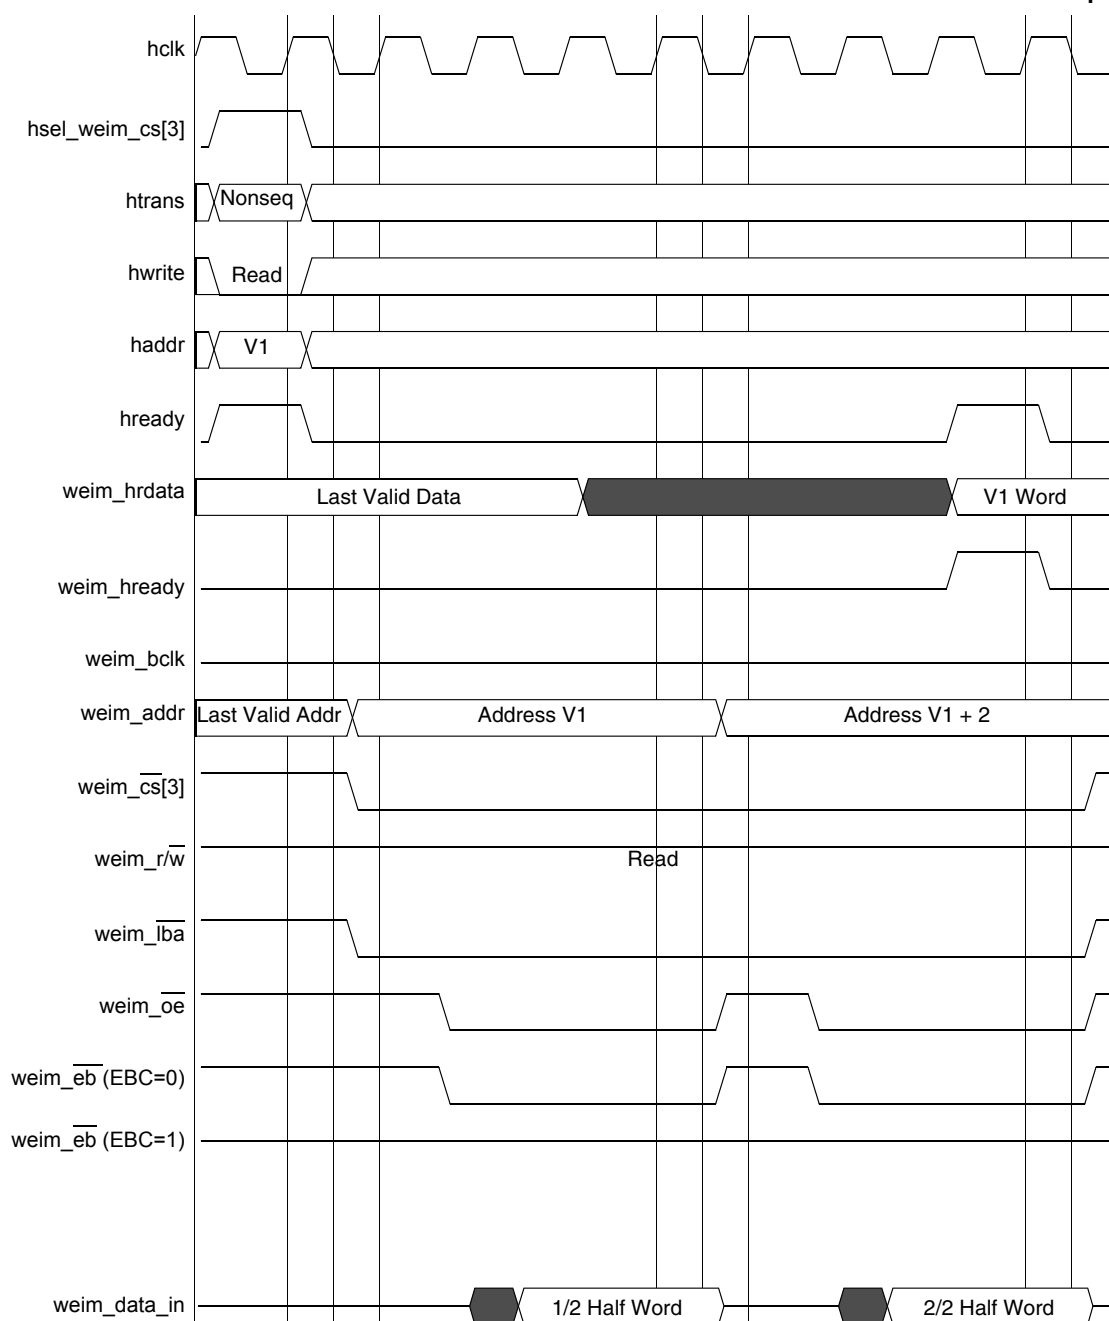 hclk
hsel_weim_cs[3]
htrans Nonseq
hwrite Read
haddr V1
hready
weim_hrdata Last Valid Data V1 Word
weim_hready
weim_bclk
weim_addr Last Valid Addr Address V1 Address V1 + 2
weim_cs[3]
weim_r/w Read
weim_lba
weim_oe
weim_eb (EBC=0)
weim_eb (EBC=1)
weim_data_in 1/2 Half Word 2/2 Half Word